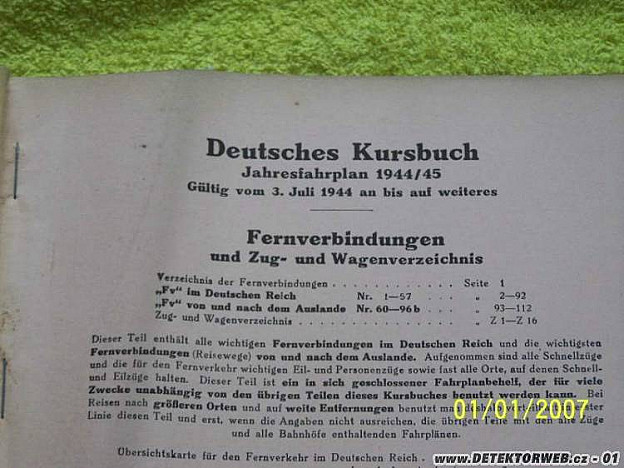 Deutsches Kursbuch
Jahresfahrplan 1944/45
Gültig vom 3. Juli 1944 an bis auf weiteres
Fernverbindungen
und Zug- und Wagenverzeichnis
Verzeichnis der Fernverbindungen . . . . . . . . . . . . Seite 1
„Fv“ im Deutschen Reich Nr. 1—57 . . . „ 2—92
„Fv“ von und nach dem Auslande Nr. 60—96 b . . . „ 93—112
Zug- und Wagenverzeichnis . . . . . . . . . . . . . . „ Z 1—Z 16
Dieser Teil enthält alle wichtigen Fernverbindungen im Deutschen Reich und die wichtigsten
Fernverbindungen (Reisewege) von und nach dem Auslande. Aufgenommen sind alle Schnellzüge
und die für den Fernverkehr wichtigen Eil- und Personenzüge sowie fast alle Orte, auf denen Schnell-
und Eilzüge halten. Dieser Teil ist ein in sich geschlossener Fahrplanbehelf, der für viele
Zwecke unabhängig von den übrigen Teilen dieses Kursbuches benutzt werden kann. Bei
Reisen nach größeren Orten und auf weite Entfernungen benutzt
Linie diesen Teil und erst, wenn die Angaben nicht ausreichen, die übrigen Teile mit den alle Züge
und alle Bahnhöfe enthaltenden Fahrplänen.
Übersichtskarte für den Fernverkehr im Deutschen Reich .
01/01/2007
www.DETEKTORWEB.cz - 01